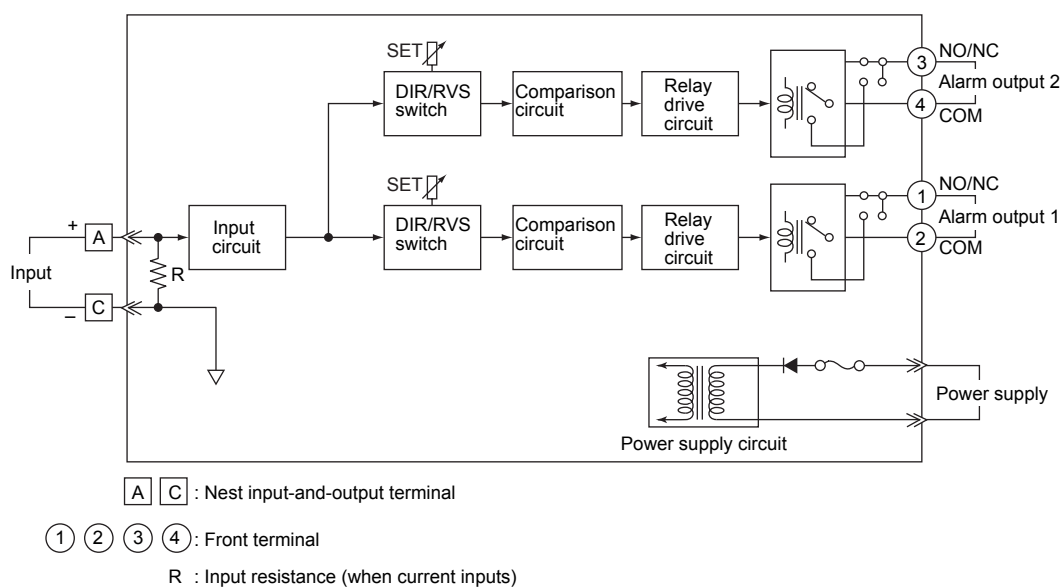 SET
DIR/RVS
switch
Comparison
circuit
Relay
drive
circuit
3
NO/NC
Alarm output 2
4
COM
SET
DIR/RVS
switch
Comparison
circuit
Relay
drive
circuit
1
NO/NC
Alarm output 1
2
COM
+
A
Input
circuit
Input
R
–
C
Power supply
Power supply circuit
A C : Nest input-and-output terminal
1 2 3 4 : Front terminal
R : Input resistance (when current inputs)